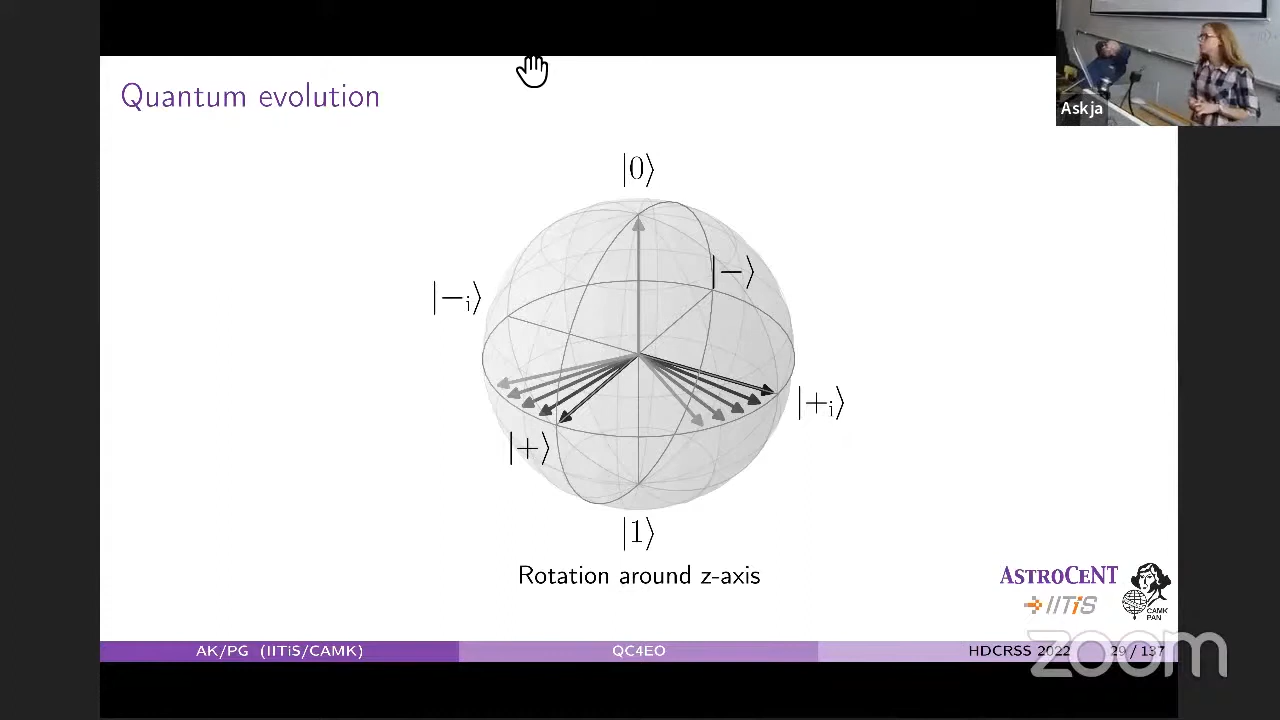 Askja
Quantum evolution
|0⟩
|−⟩
|−ᵢ⟩
|+ᵢ⟩
|+⟩
|1⟩
Rotation around z-axis
ASTROCENT
IITiS
CAMK
PAN
AK/PG (IITiS/CAMK)
QC4EO
HDCRSS 2022
29 / 137
zoom